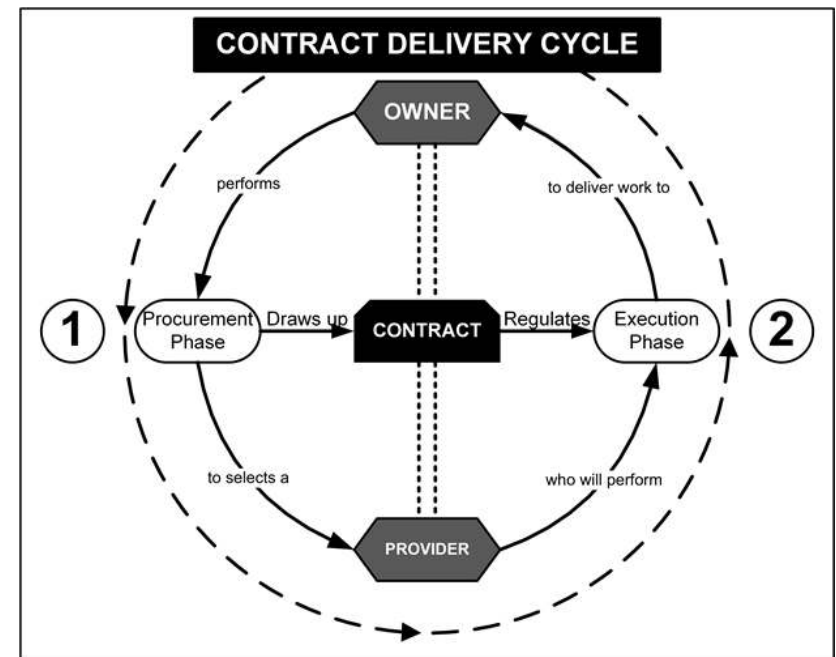 CONTRACT DELIVERY CYCLE
OWNER
performs
to deliver work to
1
Procurement
Phase
Draws up
CONTRACT
Regulates
Execution
Phase
2
to selects a
who will perform
PROVIDER